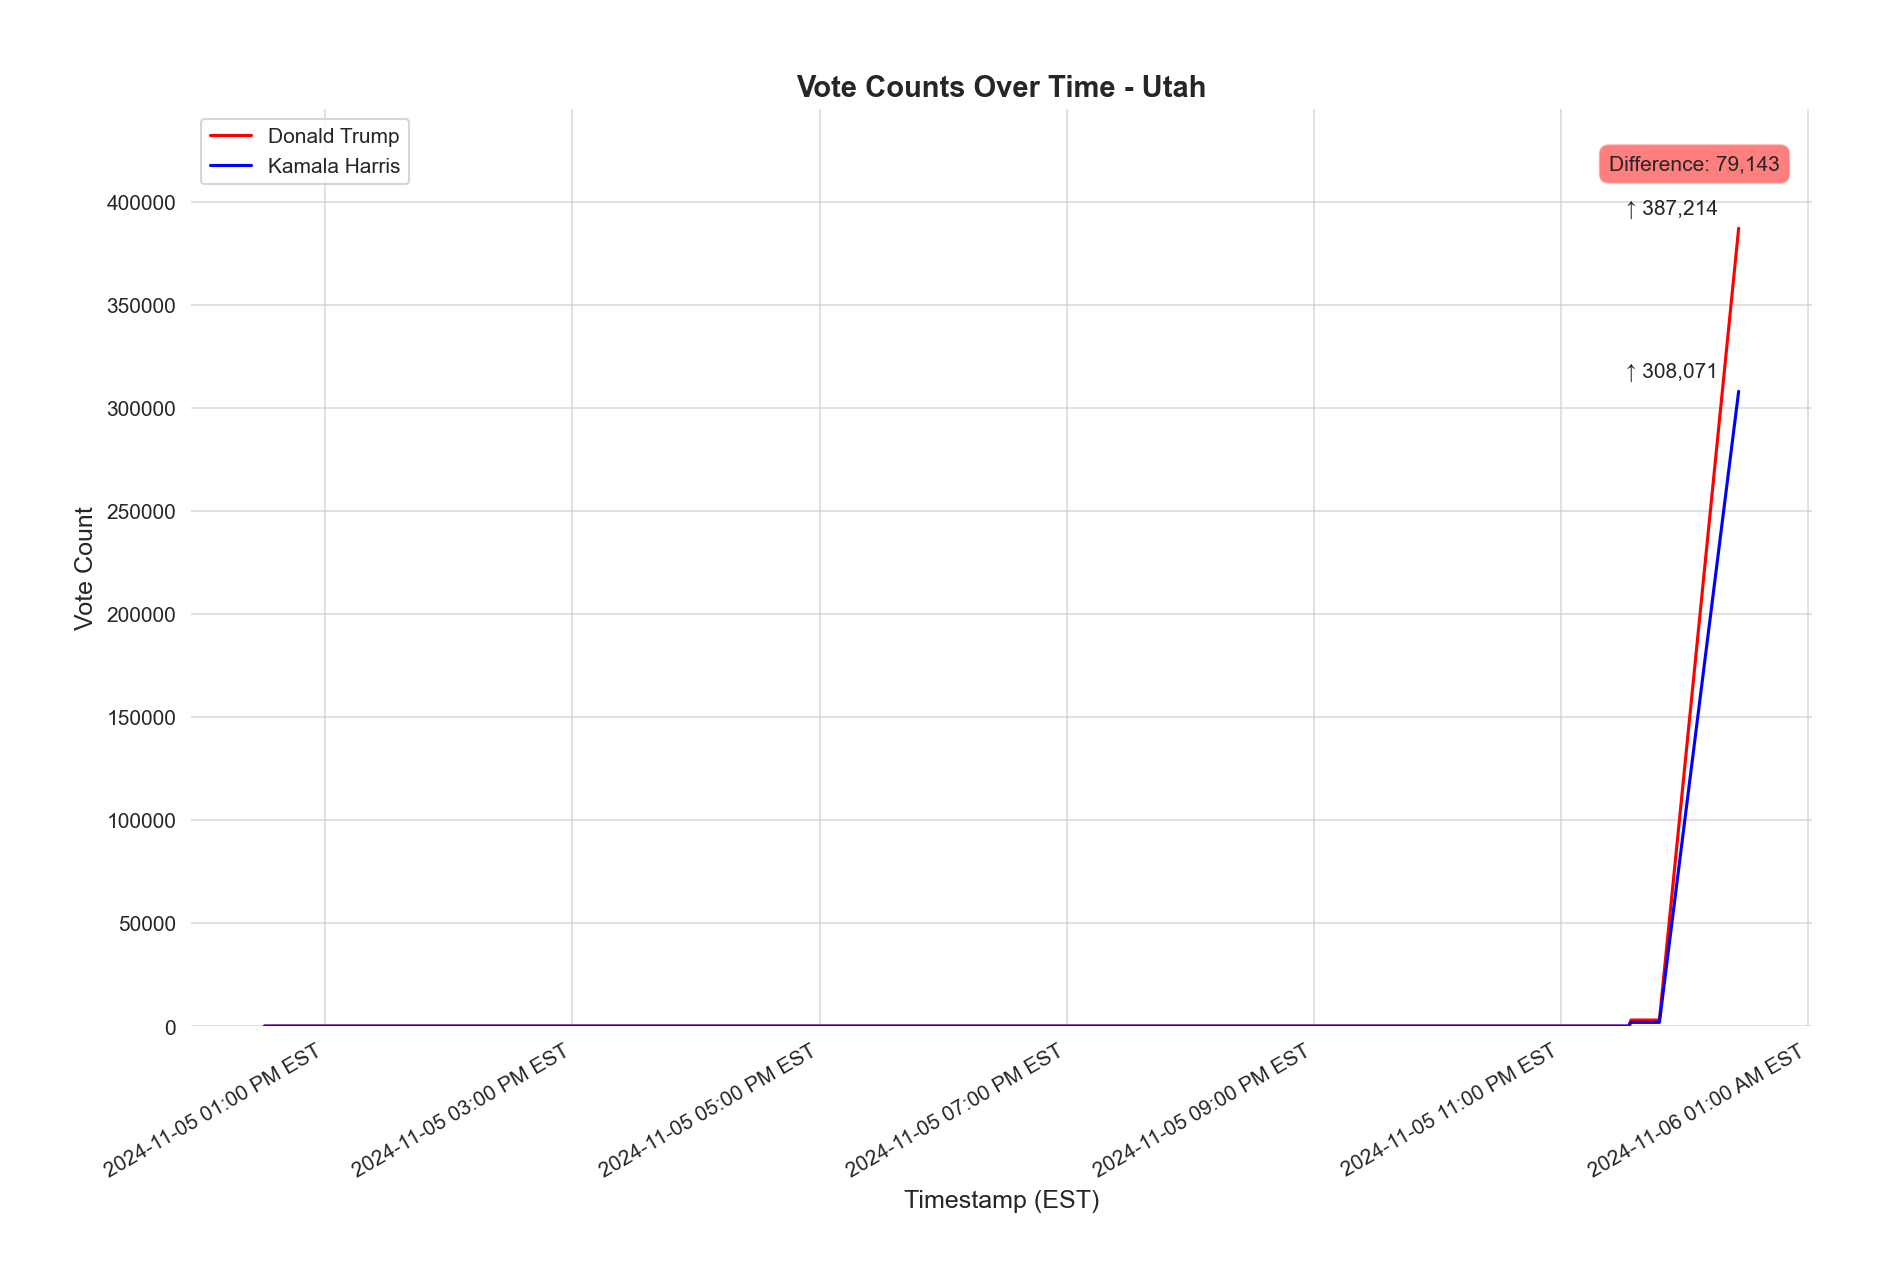 Vote Counts Over Time - Utah
Donald Trump
Kamala Harris
Difference: 79,143
↑ 387,214
↑ 308,071
Vote Count
400000
350000
300000
250000
200000
150000
100000
50000
0
2024-11-05 01:00 PM EST
2024-11-05 03:00 PM EST
2024-11-05 05:00 PM EST
2024-11-05 07:00 PM EST
2024-11-05 09:00 PM EST
2024-11-05 11:00 PM EST
2024-11-06 01:00 AM EST
Timestamp (EST)